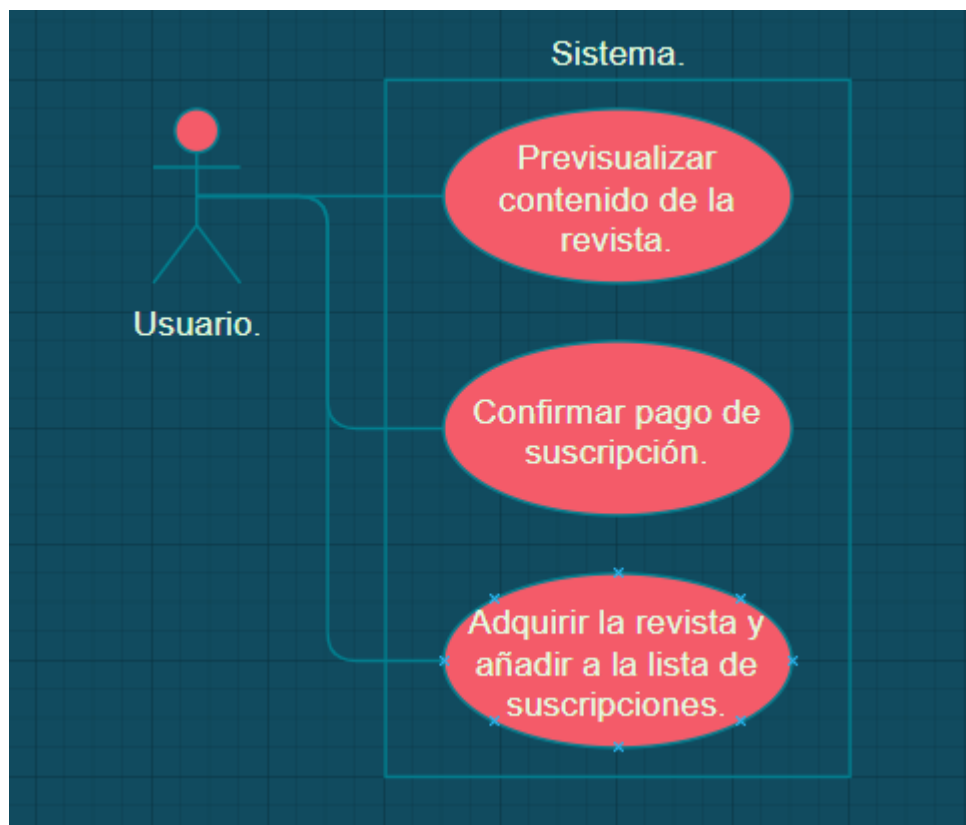 Sistema.
Previsualizar
contenido de la
revista.
Usuario.
Confirmar pago de
suscripción.
Adquirir la revista y
añadir a la lista de
suscripciones.